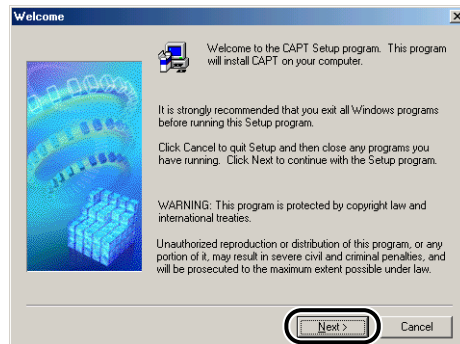 Welcome
Welcome to the CAPT Setup program. This program
will install CAPT on your computer.
It is strongly recommended that you exit all Windows programs
before running this Setup program.
Click Cancel to quit Setup and then close any programs you
have running. Click Next to continue with the Setup program.
WARNING: This program is protected by copyright law and
international treaties.
Unauthorized reproduction or distribution of this program, or any
portion of it, may result in severe civil and criminal penalties, and
will be prosecuted to the maximum extent possible under law.
Next > Cancel